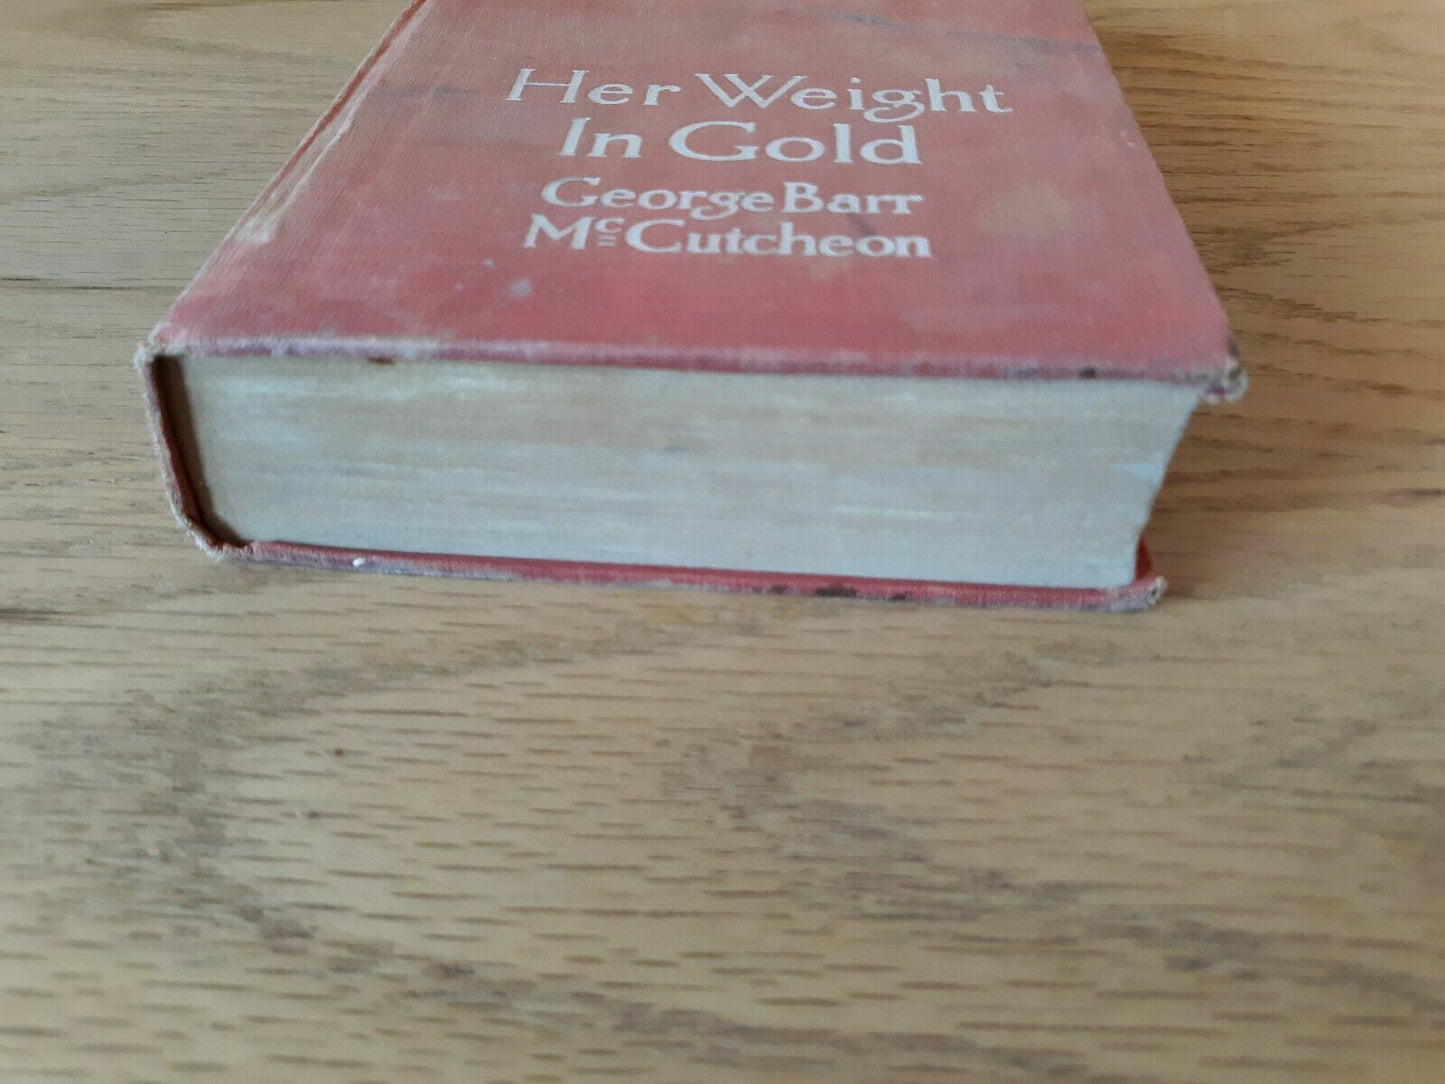 Her Weight
In Gold
George Barr
McCutcheon